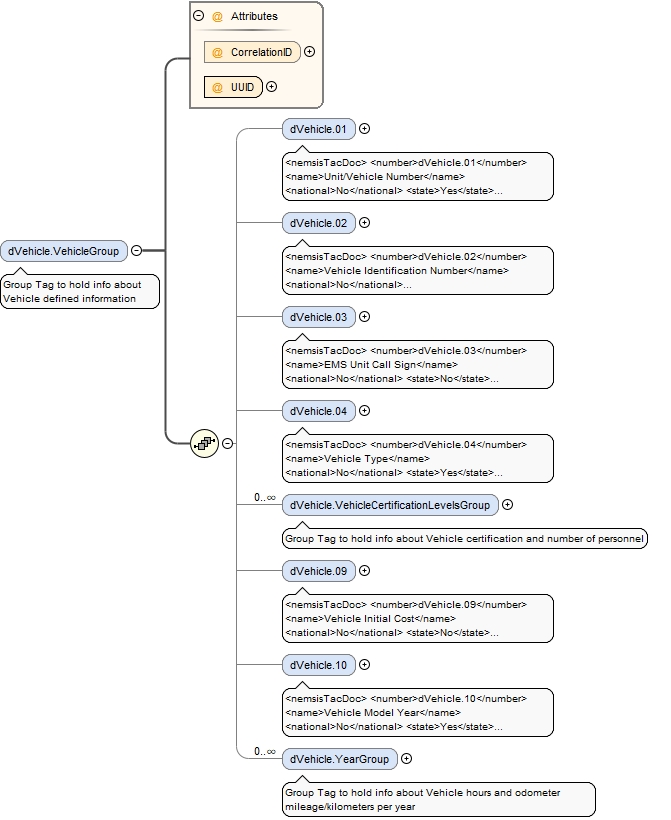 Attributes
CorrelationID
UUID
dVehicle.01
<nemsisTacDoc> <number>dVehicle.01</number>
<name>Unit/Vehicle Number</name>
<national>No</national> <state>Yes</state>...
dVehicle.02
<nemsisTacDoc> <number>dVehicle.02</number>
<name>Vehicle Identification Number</name>
<national>No</national>...
dVehicle.VehicleGroup
Group Tag to hold info about
Vehicle defined information
dVehicle.03
<nemsisTacDoc> <number>dVehicle.03</number>
<name>EMS Unit Call Sign</name>
<national>No</national> <state>No</state>...
dVehicle.04
<nemsisTacDoc> <number>dVehicle.04</number>
<name>Vehicle Type</name>
<national>No</national> <state>Yes</state>...
0..∞
dVehicle.VehicleCertificationLevelsGroup
Group Tag to hold info about Vehicle certification and number of personnel
dVehicle.09
<nemsisTacDoc> <number>dVehicle.09</number>
<name>Vehicle Initial Cost</name>
<national>No</national> <state>No</state>...
dVehicle.10
<nemsisTacDoc> <number>dVehicle.10</number>
<name>Vehicle Model Year</name>
<national>No</national> <state>Yes</state>...
0..∞
dVehicle.YearGroup
Group Tag to hold info about Vehicle hours and odometer
mileage/kilometers per year